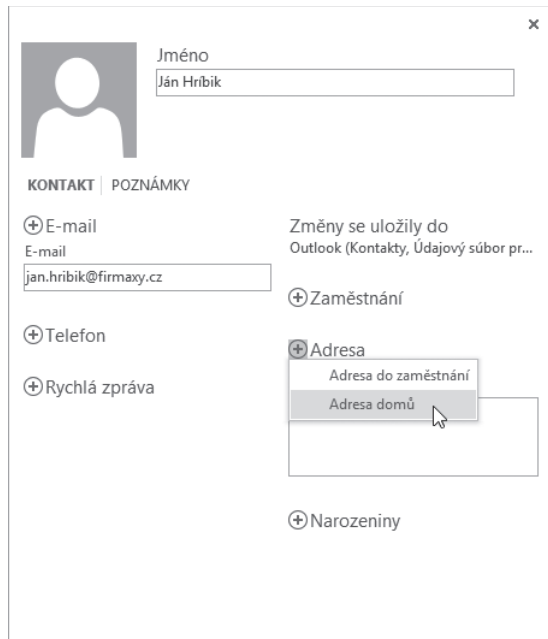 Jméno
Ján Hríbik
KONTAKT POZNÁMKY
E-mail
E-mail
jan.hribik@firmaxy.cz
Telefon
Rychlá zpráva
Změny se uložily do
Outlook (Kontakty, Údajový súbor pr...
Zaměstnání
Adresa
Adresa do zaměstnání
Adresa domů
Narozeniny